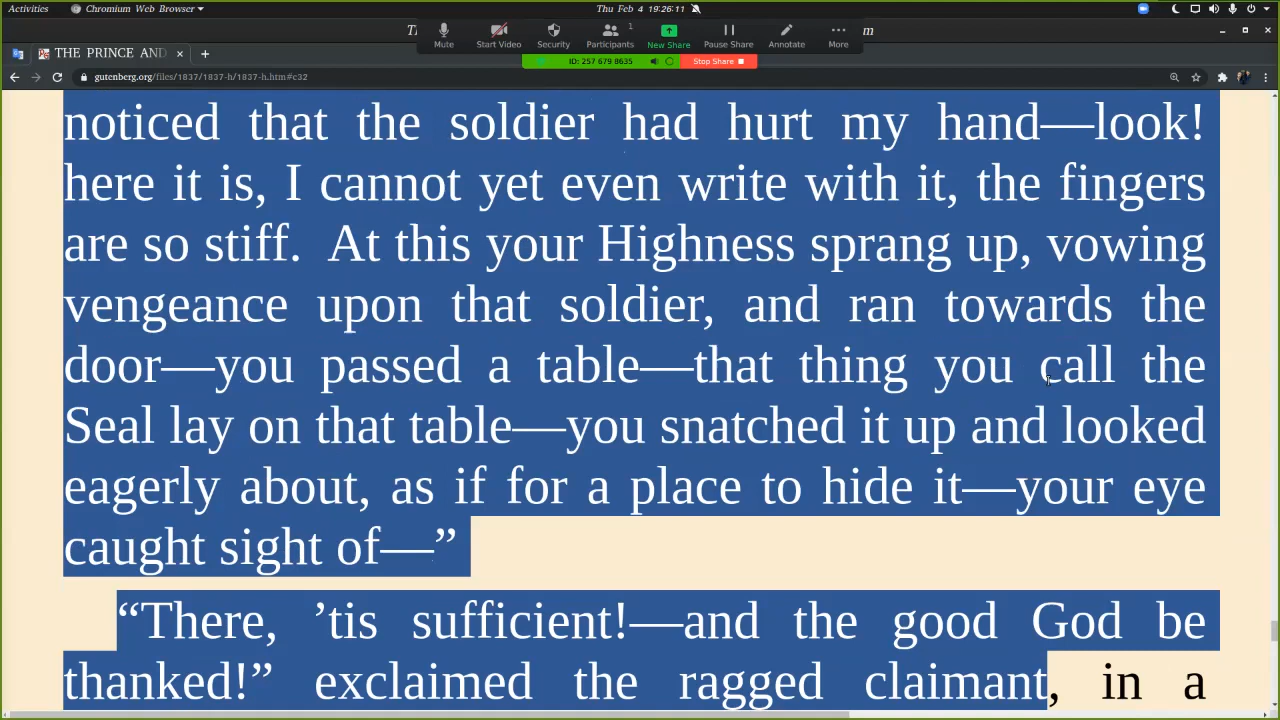 Activities
Chromium Web Browser
Thu Feb 4 19:26:11
Mute
Start Video
Security
1
Participants
New Share
Pause Share
Annotate
More
ID: 257 679 8635
Stop Share
THE PRINCE AND
gutenberg.org/files/1837/1837-h/1837-h.htm#c32
noticed that the soldier had hurt my hand—look!
here it is, I cannot yet even write with it, the fingers
are so stiff. At this your Highness sprang up, vowing
vengeance upon that soldier, and ran towards the
door—you passed a table—that thing you call the
Seal lay on that table—you snatched it up and looked
eagerly about, as if for a place to hide it—your eye
caught sight of—”
“There, ’tis sufficient!—and the good God be
thanked!” exclaimed the ragged claimant, in a